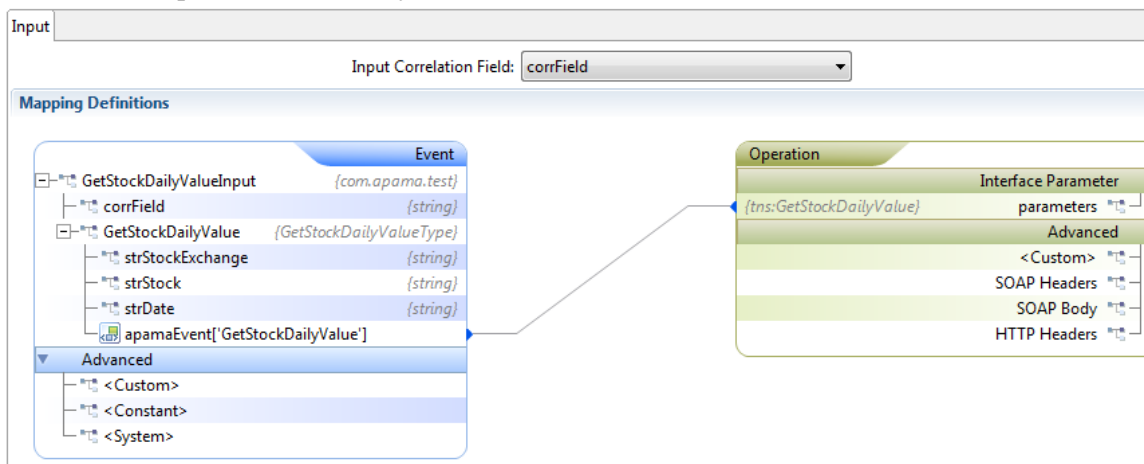 Input
Input Correlation Field: corrField
Mapping Definitions
Event
GetStockDailyValueInput {com.apama.test}
corrField {string}
GetStockDailyValue {GetStockDailyValueType}
strStockExchange {string}
strStock {string}
strDate {string}
apamaEvent['GetStockDailyValue']
Advanced
<Custom>
<Constant>
<System>
Operation
Interface Parameter
{tns:GetStockDailyValue} parameters
Advanced
<Custom>
SOAP Headers
SOAP Body
HTTP Headers